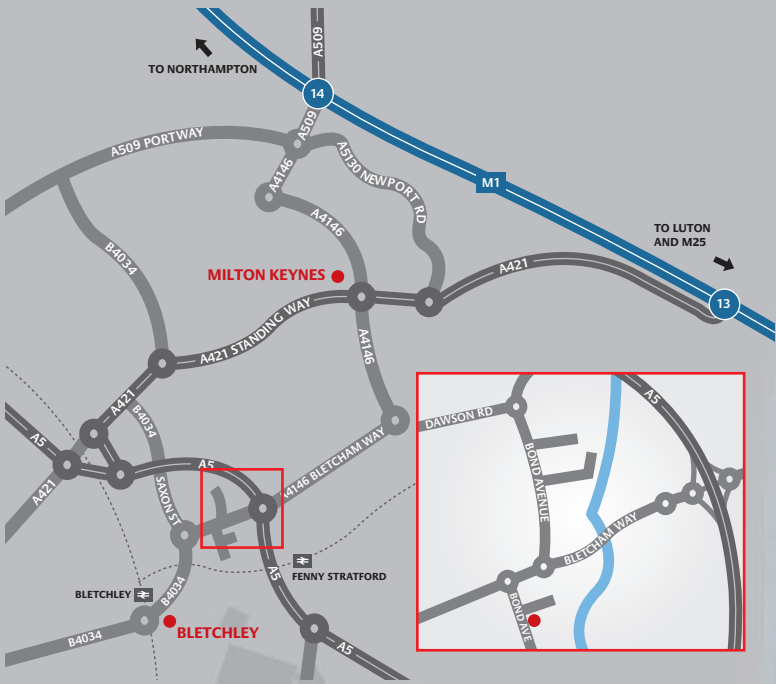 A509
TO NORTHAMPTON
14
A509
A509 PORTWAY
A4146
A5130 NEWPORT RD
M1
A4146
B4034
TO LUTON
AND M25
A421
MILTON KEYNES
13
A421 STANDING WAY
A4146
A421
B4034
A5
A5
A421
SAXON ST
A4146 BLETCHAM WAY
A5
FENNY STRATFORD
BLETCHLEY
B4034
BLETCHLEY
B4034
A5
DAWSON RD
A5
BOND AVENUE
BLETCHAM WAY
BOND AVE